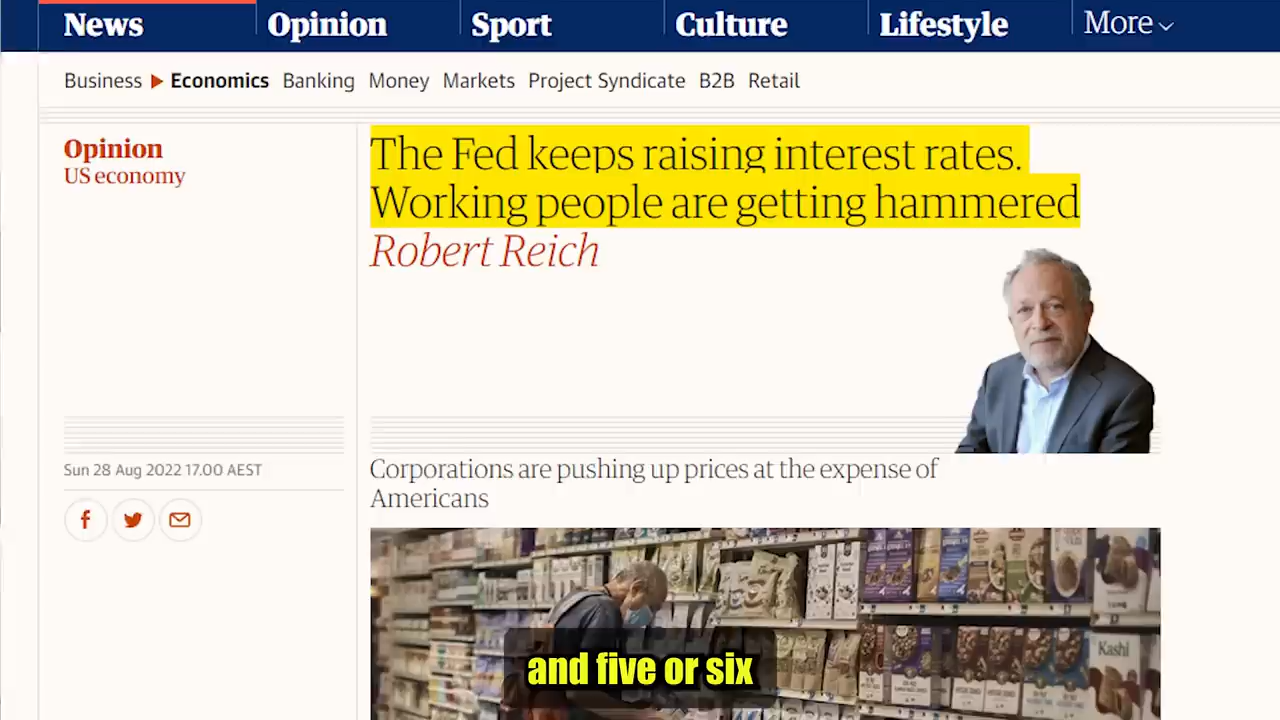 News Opinion Sport Culture Lifestyle More
Business Economics Banking Money Markets Project Syndicate B2B Retail
Opinion
US economy
The Fed keeps raising interest rates.
Working people are getting hammered
Robert Reich
Sun 28 Aug 2022 17.00 AEST
Corporations are pushing up prices at the expense of
Americans
Kashi
and five or six